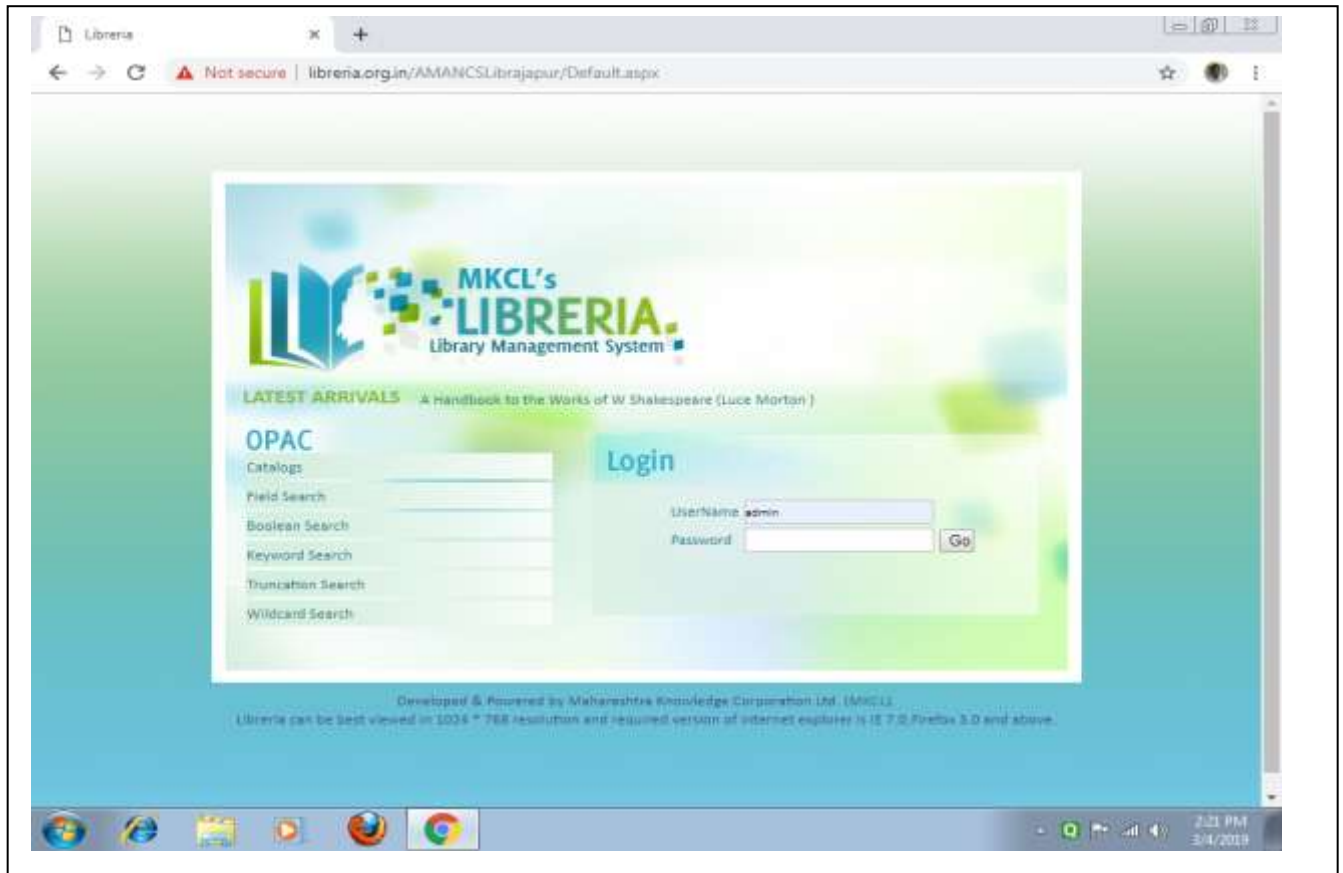 Libreria
Not secure | libreria.org.in/AMANCSLibrajapur/Default.aspx
MKCL's
LIBRERIA.
Library Management System
LATEST ARRIVALS A Handbook to the Works of W Shakespeare (Luce Morton )
OPAC
Catalogs
Field Search
Boolean Search
Keyword Search
Truncation Search
Wildcard Search
Login
UserName admin
Password
Go
Developed & Powered by Maharashtra Knowledge Corporation Ltd. (MKCL).
Libreria can be best viewed in 1024 * 768 resolution and required version of internet explorer is IE 7.0,Firefox 3.0 and above.
2:21 PM
3/4/2019